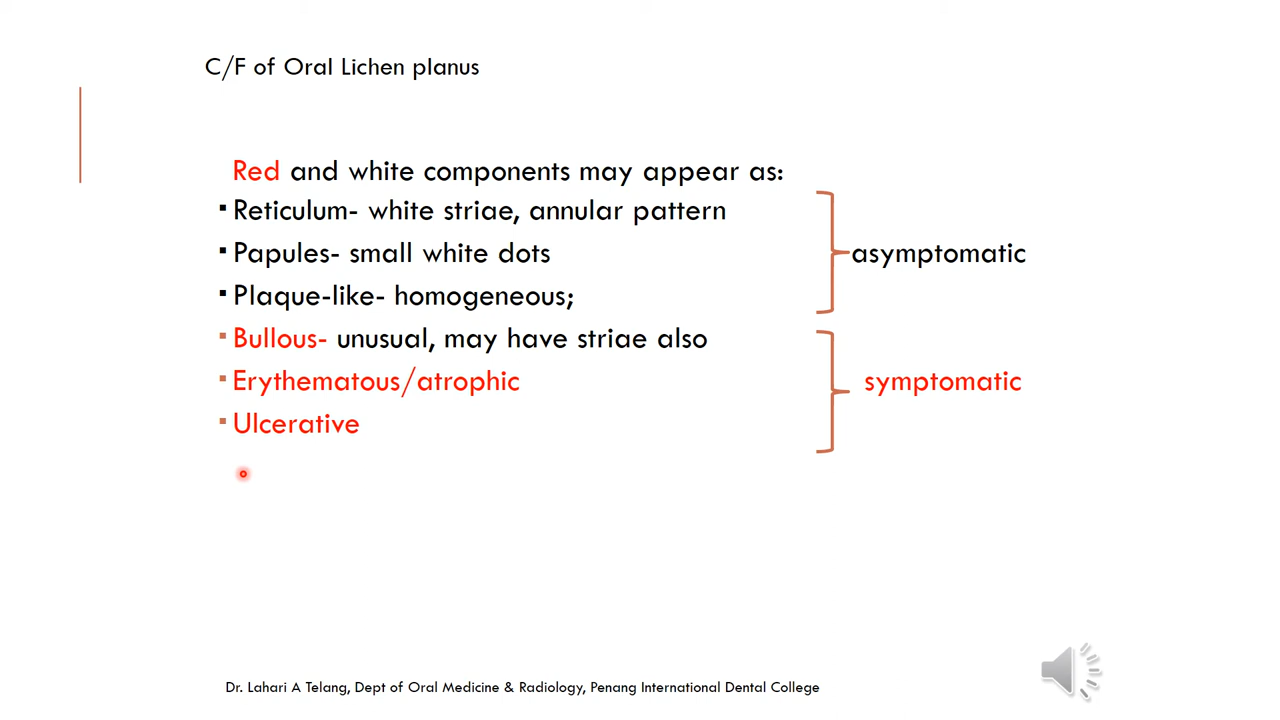 C/F of Oral Lichen planus
Red and white components may appear as:
▪ Reticulum- white striae, annular pattern
▪ Papules- small white dots
asymptomatic
▪ Plaque-like- homogeneous;
▪ Bullous- unusual, may have striae also
▪ Erythematous/atrophic
symptomatic
▪ Ulcerative
Dr. Lahari A Telang, Dept of Oral Medicine & Radiology, Penang International Dental College